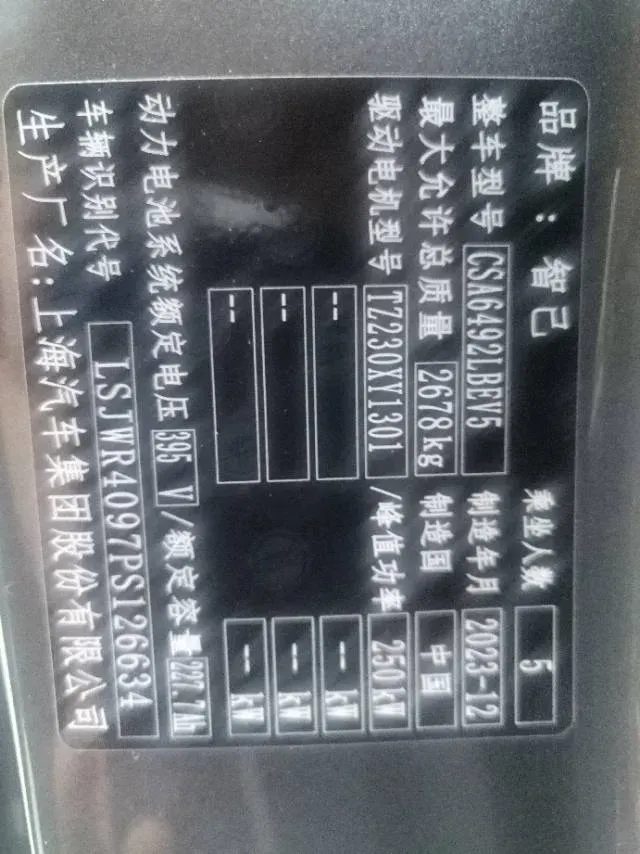 品牌：智己 乘坐人数 5
整车型号 CSA6492LBEV5 制造年月 2023-12
最大允许总质量 2678kg 制造国 中国
驱动电机型号 TZ230XY1301 /峰值功率 250kW
-- -- kW
-- -- kW
-- -- kW
动力电池系统额定电压 395 V /额定容量 227.7Ah
车辆识别代号 LSJWR4097PS126634
生产厂名:上海汽车集团股份有限公司